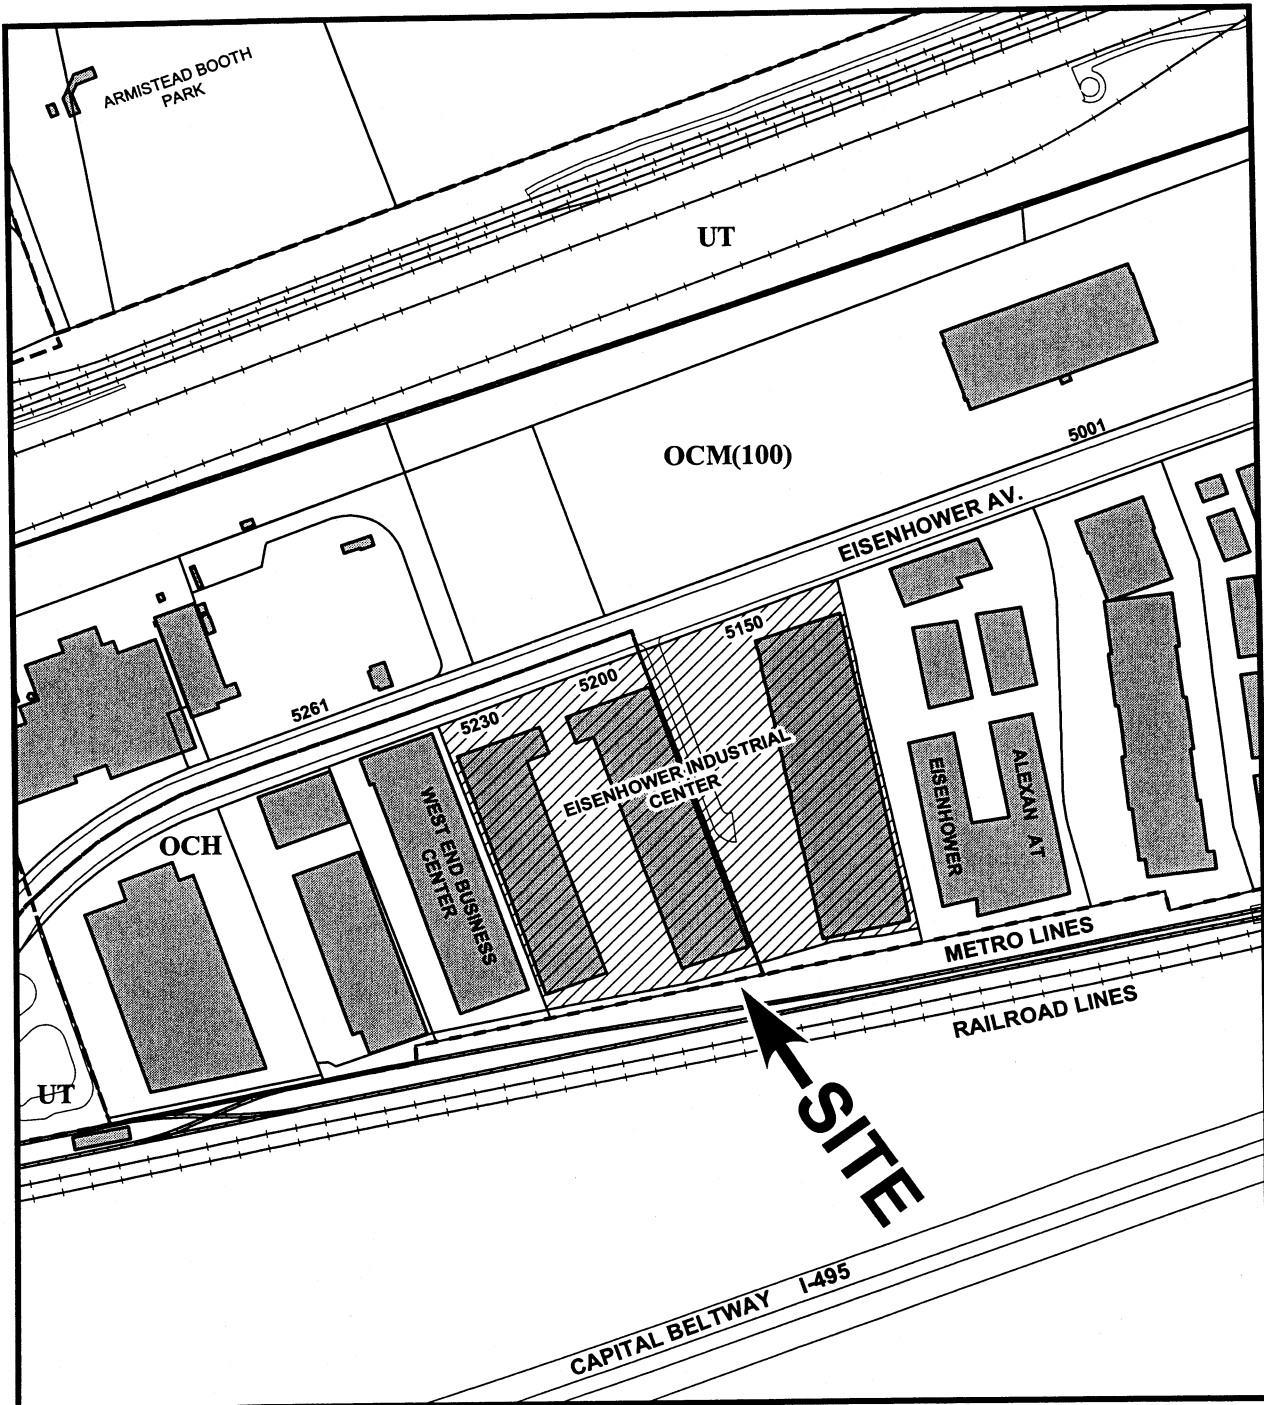 ARMISTEAD BOOTH
PARK
UT
OCM(100)
5001
EISENHOWER AV.
5150
5200
5230
5261
EISENHOWER INDUSTRIAL
CENTER
WEST END BUSINESS
CENTER
OCH
ALEXAN AT
EISENHOWER
METRO LINES
RAILROAD LINES
UT
SITE
CAPITAL BELTWAY I-495